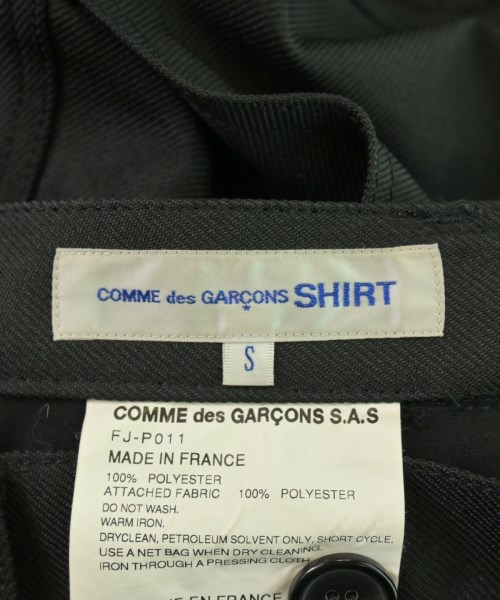 COMME des GARÇONS SHIRT
S
COMME des GARÇONS S.A.S
FJ-P011
MADE IN FRANCE
100% POLYESTER
ATTACHED FABRIC 100% POLYESTER
DO NOT WASH.
WARM IRON.
DRYCLEAN, PETROLEUM SOLVENT ONLY, SHORT CYCLE,
USE A NET BAG WHEN DRY CLEANING.
IRON THROUGH A PRESSING CLOTH
IN FRANCE